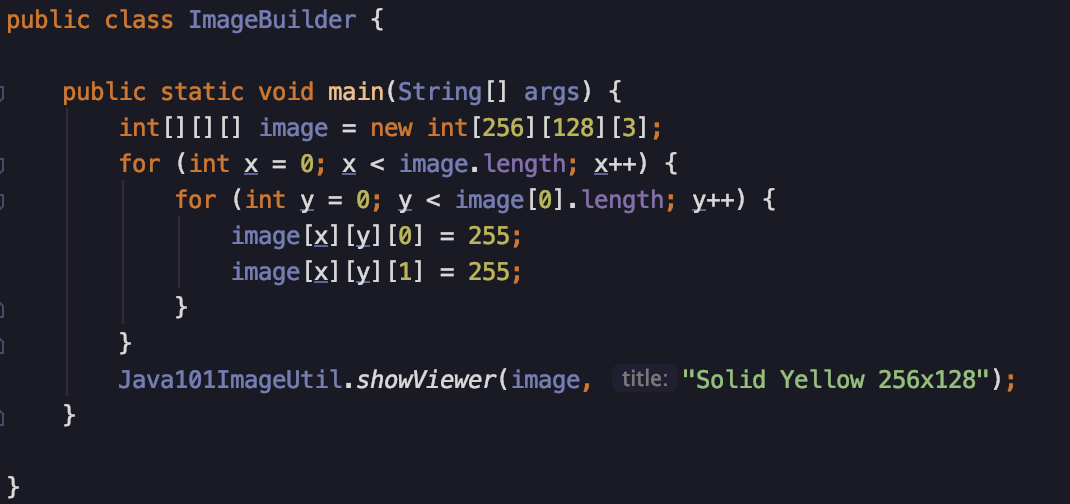 public class ImageBuilder {
public static void main(String[] args) {
int[][][] image = new int[256][128][3];
for (int x = 0; x < image.length; x++) {
for (int y = 0; y < image[0].length; y++) {
image[x][y][0] = 255;
image[x][y][1] = 255;
}
}
Java101ImageUtil.showViewer(image, title: "Solid Yellow 256x128");
}
}